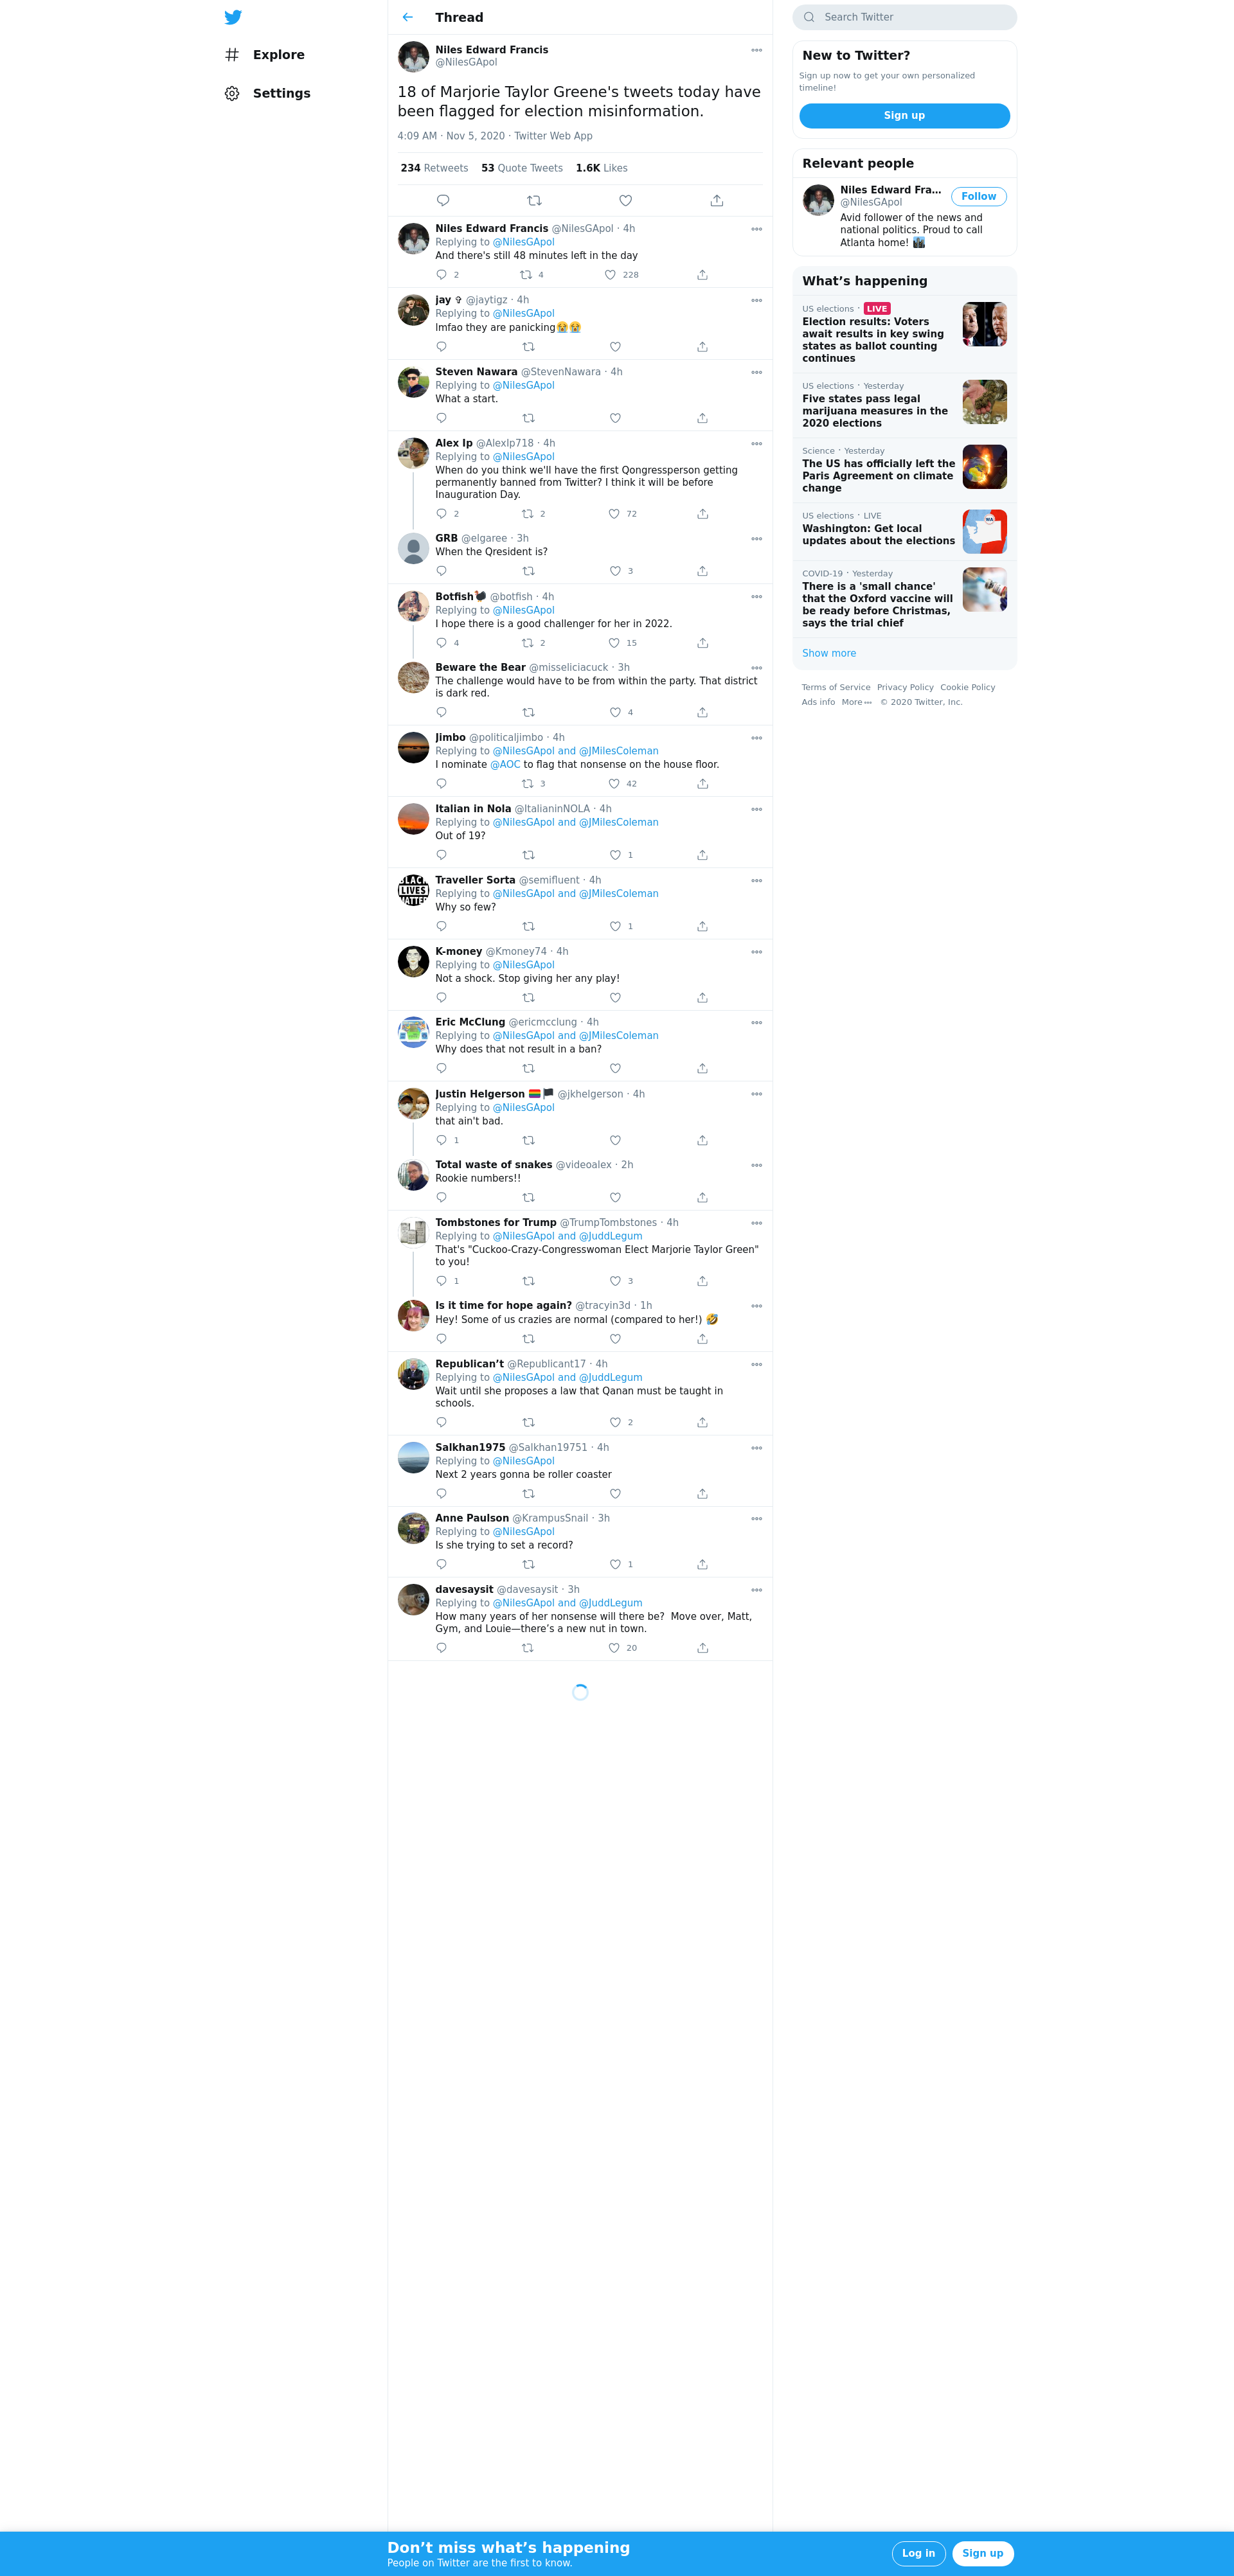 Explore
Settings
Thread
Niles Edward Francis
@NilesGApol
18 of Marjorie Taylor Greene's tweets today have
been flagged for election misinformation.
4:09 AM · Nov 5, 2020 · Twitter Web App
234 Retweets 53 Quote Tweets 1.6K Likes
Niles Edward Francis @NilesGApol · 4h
Replying to @NilesGApol
And there's still 48 minutes left in the day
2 4 228
jay ✞ @jaytigz · 4h
Replying to @NilesGApol
lmfao they are panicking😭😭
Steven Nawara @StevenNawara · 4h
Replying to @NilesGApol
What a start.
Alex Ip @AlexIp718 · 4h
Replying to @NilesGApol
When do you think we'll have the first Qongressperson getting
permanently banned from Twitter? I think it will be before
Inauguration Day.
2 2 72
GRB @elgaree · 3h
When the Qresident is?
3
Botfish @botfish · 4h
Replying to @NilesGApol
I hope there is a good challenger for her in 2022.
4 2 15
Beware the Bear @misseliciacuck · 3h
The challenge would have to be from within the party. That district
is dark red.
4
Jimbo @politicaljimbo · 4h
Replying to @NilesGApol and @JMilesColeman
I nominate @AOC to flag that nonsense on the house floor.
3 42
Italian in Nola @ItalianinNOLA · 4h
Replying to @NilesGApol and @JMilesColeman
Out of 19?
1
BLACK
LIVES
MATTER
Traveller Sorta @semifluent · 4h
Replying to @NilesGApol and @JMilesColeman
Why so few?
1
K-money @Kmoney74 · 4h
Replying to @NilesGApol
Not a shock. Stop giving her any play!
Eric McClung @ericmcclung · 4h
Replying to @NilesGApol and @JMilesColeman
Why does that not result in a ban?
Justin Helgerson 🏳️‍🌈🏴 @jkhelgerson · 4h
Replying to @NilesGApol
that ain't bad.
1
Total waste of snakes @videoalex · 2h
Rookie numbers!!
Tombstones for Trump @TrumpTombstones · 4h
Replying to @NilesGApol and @JuddLegum
That's "Cuckoo-Crazy-Congresswoman Elect Marjorie Taylor Green"
to you!
1 3
Is it time for hope again? @tracyin3d · 1h
Hey! Some of us crazies are normal (compared to her!) 🤣
Republican’t @Republicant17 · 4h
Replying to @NilesGApol and @JuddLegum
Wait until she proposes a law that Qanan must be taught in
schools.
2
Salkhan1975 @Salkhan19751 · 4h
Replying to @NilesGApol
Next 2 years gonna be roller coaster
Anne Paulson @KrampusSnail · 3h
Replying to @NilesGApol
Is she trying to set a record?
1
davesaysit @davesaysit · 3h
Replying to @NilesGApol and @JuddLegum
How many years of her nonsense will there be? Move over, Matt,
Gym, and Louie—there’s a new nut in town.
20
Search Twitter
New to Twitter?
Sign up now to get your own personalized
timeline!
Sign up
Relevant people
Niles Edward Fra...
@NilesGApol
Follow
Avid follower of the news and
national politics. Proud to call
Atlanta home! 🏙️
What’s happening
US elections · LIVE
Election results: Voters
await results in key swing
states as ballot counting
continues
US elections · Yesterday
Five states pass legal
marijuana measures in the
2020 elections
Science · Yesterday
The US has officially left the
Paris Agreement on climate
change
US elections · LIVE
Washington: Get local
updates about the elections
WA
COVID-19 · Yesterday
There is a 'small chance'
that the Oxford vaccine will
be ready before Christmas,
says the trial chief
Show more
Terms of Service Privacy Policy Cookie Policy
Ads info More © 2020 Twitter, Inc.
Don’t miss what’s happening
People on Twitter are the first to know.
Log in
Sign up